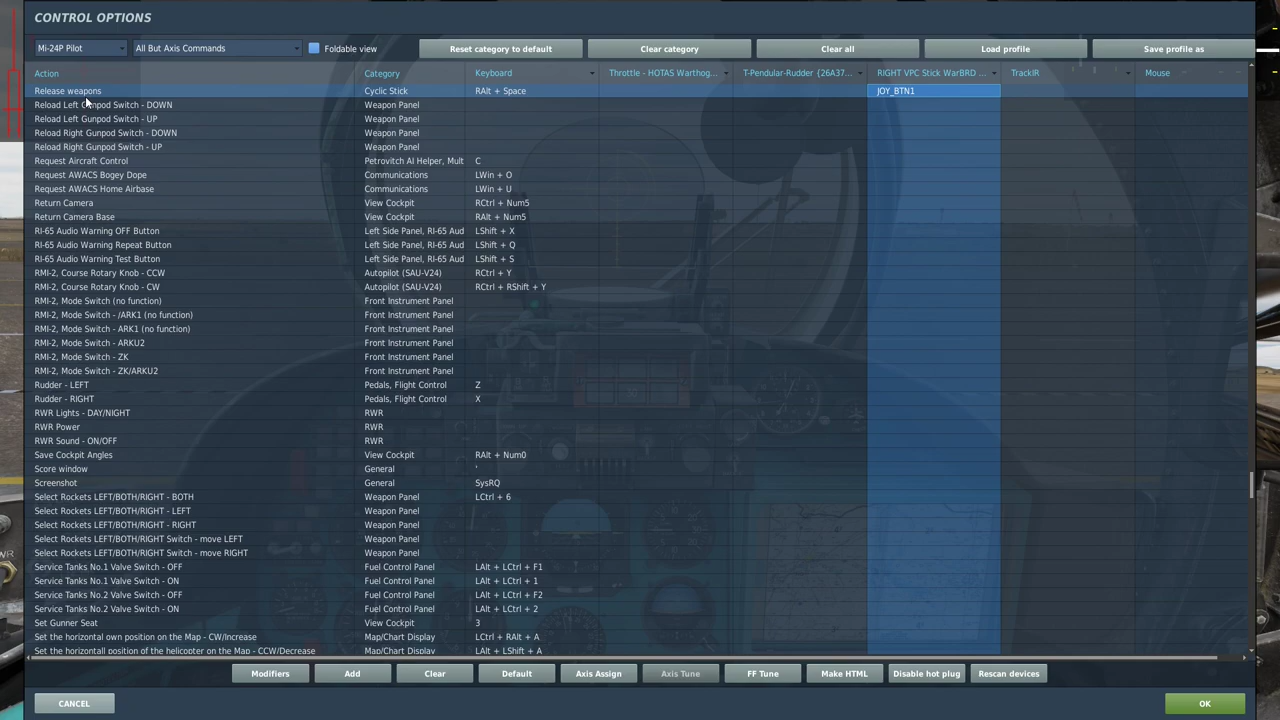 CONTROL OPTIONS
Mi-24P Pilot All But Axis Commands Foldable view Reset category to default Clear category Clear all Load profile Save profile as
Action Category Keyboard Throttle - HOTAS Warthog... T-Pendular-Rudder {26A37... RIGHT VPC Stick WarBRD ... TrackIR Mouse
Release weapons Cyclic Stick RAlt + Space JOY_BTN1
Reload Left Gunpod Switch - DOWN Weapon Panel
Reload Left Gunpod Switch - UP Weapon Panel
Reload Right Gunpod Switch - DOWN Weapon Panel
Reload Right Gunpod Switch - UP Weapon Panel
Request Aircraft Control Petrovitch AI Helper, Mult C
Request AWACS Bogey Dope Communications LWin + O
Request AWACS Home Airbase Communications LWin + U
Return Camera View Cockpit RCtrl + Num5
Return Camera Base View Cockpit RAlt + Num5
RI-65 Audio Warning OFF Button Left Side Panel, RI-65 Aud LShift + X
RI-65 Audio Warning Repeat Button Left Side Panel, RI-65 Aud LShift + Q
RI-65 Audio Warning Test Button Left Side Panel, RI-65 Aud LShift + S
RMI-2, Course Rotary Knob - CCW Autopilot (SAU-V24) RCtrl + Y
RMI-2, Course Rotary Knob - CW Autopilot (SAU-V24) RCtrl + RShift + Y
RMI-2, Mode Switch (no function) Front Instrument Panel
RMI-2, Mode Switch - /ARK1 (no function) Front Instrument Panel
RMI-2, Mode Switch - ARK1 (no function) Front Instrument Panel
RMI-2, Mode Switch - ARKU2 Front Instrument Panel
RMI-2, Mode Switch - ZK Front Instrument Panel
RMI-2, Mode Switch - ZK/ARKU2 Front Instrument Panel
Rudder - LEFT Pedals, Flight Control Z
Rudder - RIGHT Pedals, Flight Control X
RWR Lights - DAY/NIGHT RWR
RWR Power RWR
RWR Sound - ON/OFF RWR
Save Cockpit Angles View Cockpit RAlt + Num0
Score window General '
Screenshot General SysRQ
Select Rockets LEFT/BOTH/RIGHT - BOTH Weapon Panel LCtrl + 6
Select Rockets LEFT/BOTH/RIGHT - LEFT Weapon Panel
Select Rockets LEFT/BOTH/RIGHT - RIGHT Weapon Panel
Select Rockets LEFT/BOTH/RIGHT Switch - move LEFT Weapon Panel
Select Rockets LEFT/BOTH/RIGHT Switch - move RIGHT Weapon Panel
Service Tanks No.1 Valve Switch - OFF Fuel Control Panel LAlt + LCtrl + F1
Service Tanks No.1 Valve Switch - ON Fuel Control Panel LAlt + LCtrl + 1
Service Tanks No.2 Valve Switch - OFF Fuel Control Panel LAlt + LCtrl + F2
Service Tanks No.2 Valve Switch - ON Fuel Control Panel LAlt + LCtrl + 2
Set Gunner Seat View Cockpit 3
Set the horizontal own position on the Map - CW/Increase Map/Chart Display LCtrl + RAlt + A
Set the horizontall position of the helicopter on the Map - CCW/Decrease Map/Chart Display LAlt + LShift + A
Modifiers Add Clear Default Axis Assign Axis Tune FF Tune Make HTML Disable hot plug Rescan devices
CANCEL OK